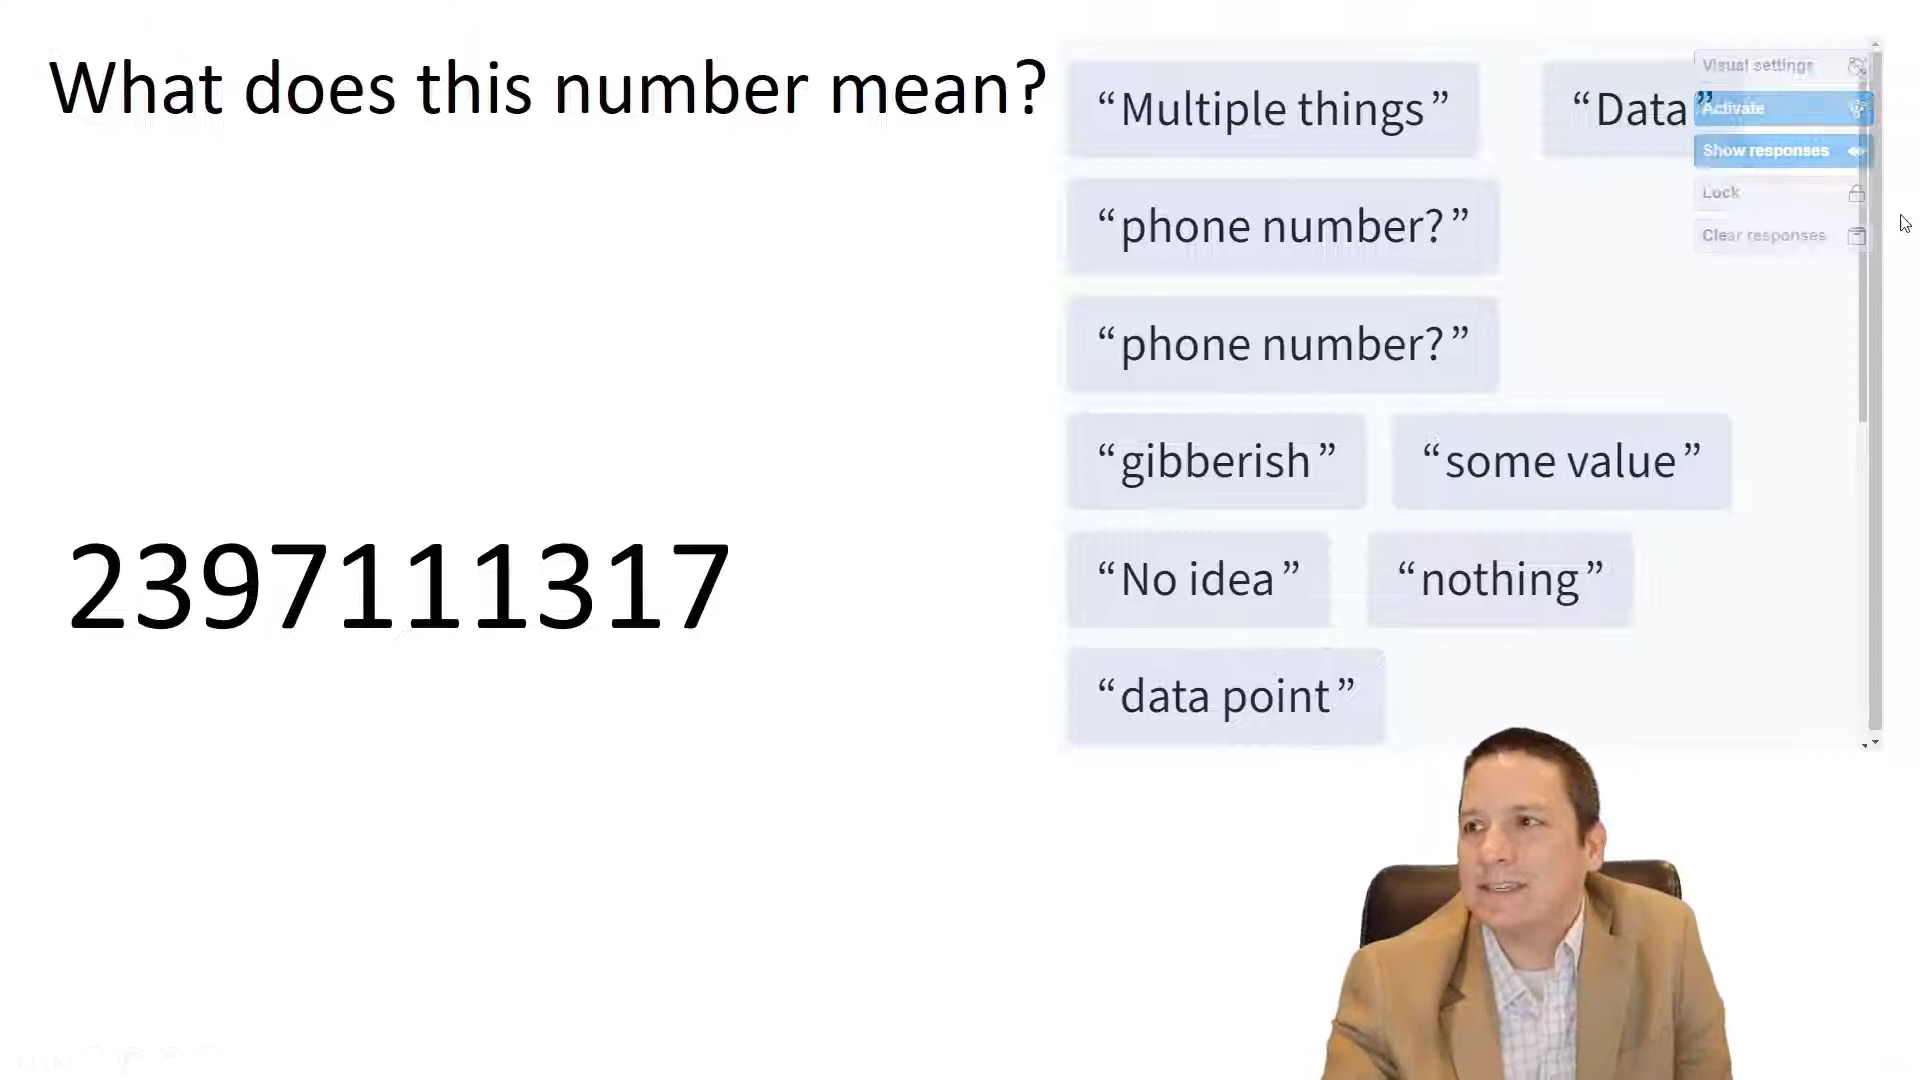 What does this number mean?
“Multiple things”
“Data”
“phone number?”
“phone number?”
“gibberish”
“some value”
“No idea”
“nothing”
“data point”
Visual settings
Activate
Show responses
Lock
Clear responses
2397111317